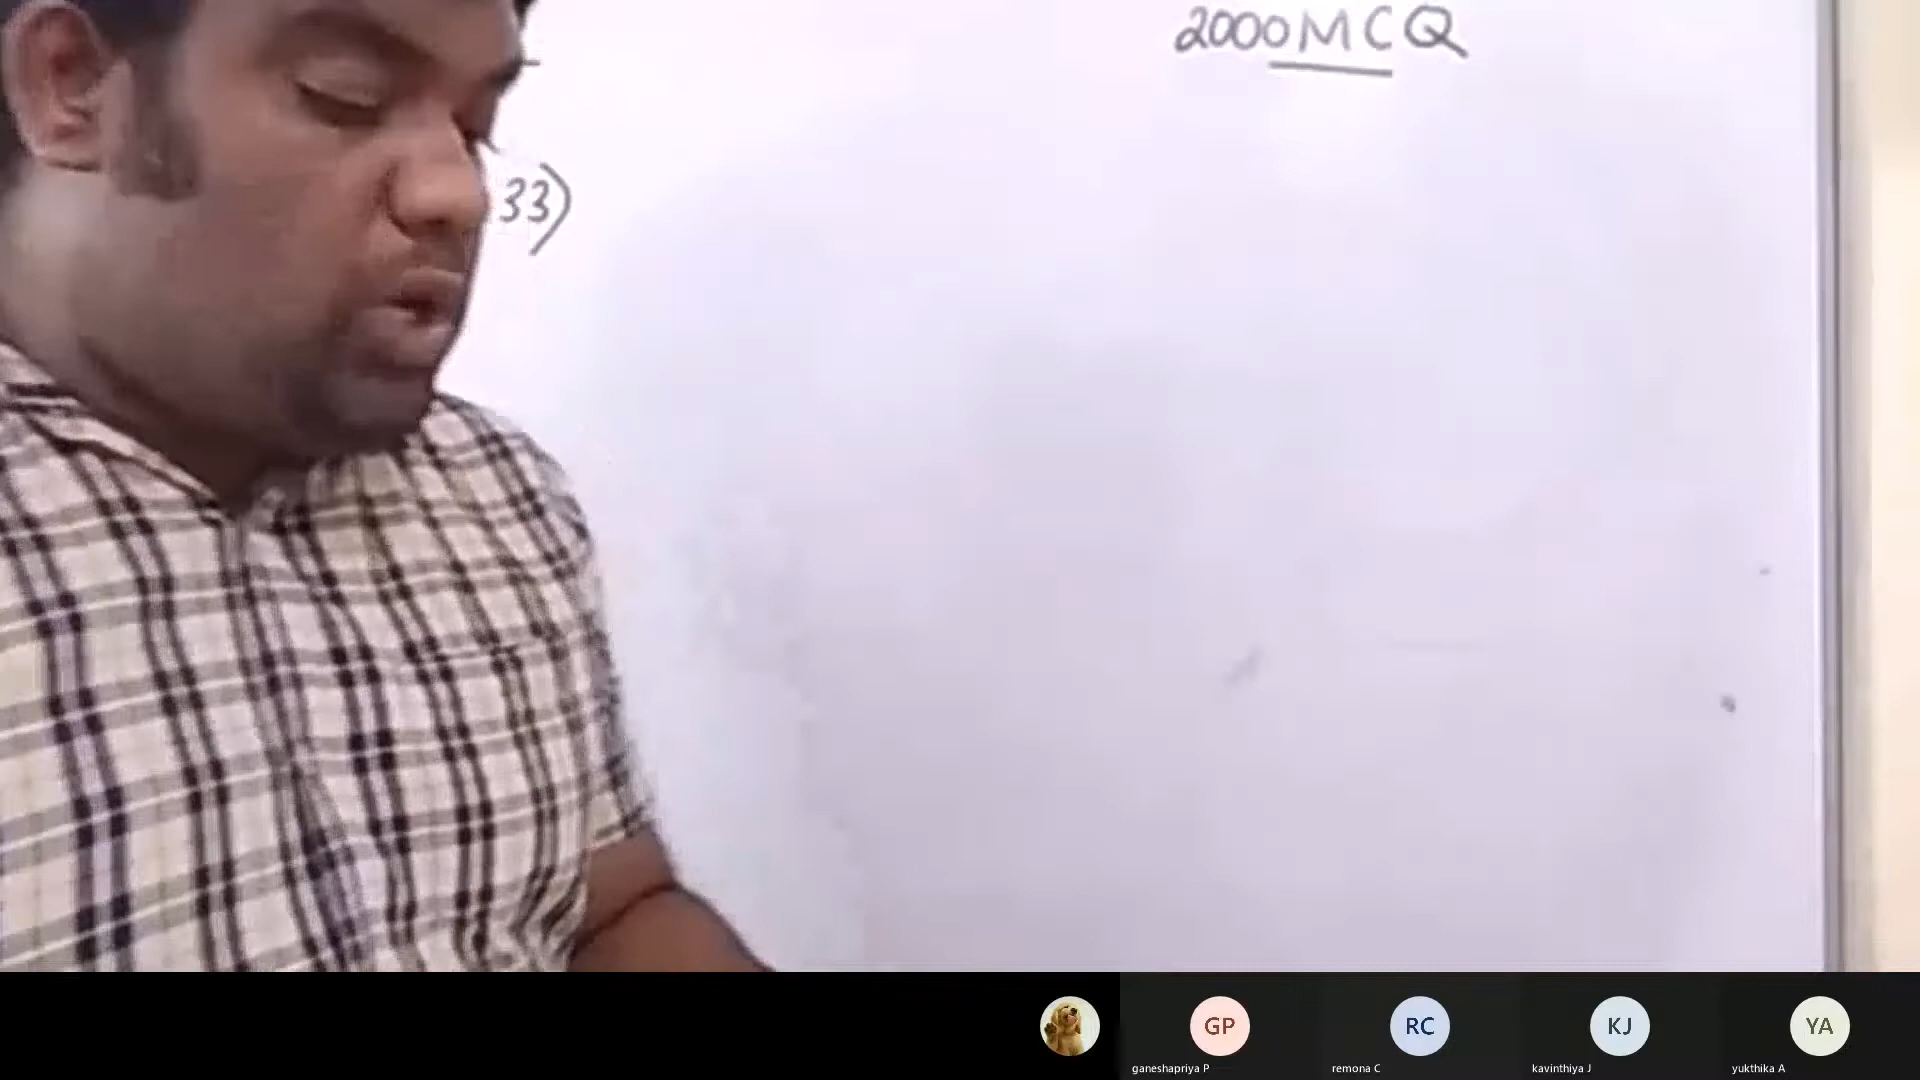 2000 MCQ
33)
GP RC KJ YA
ganeshapriya P remona C kavinthiya J yukthika A